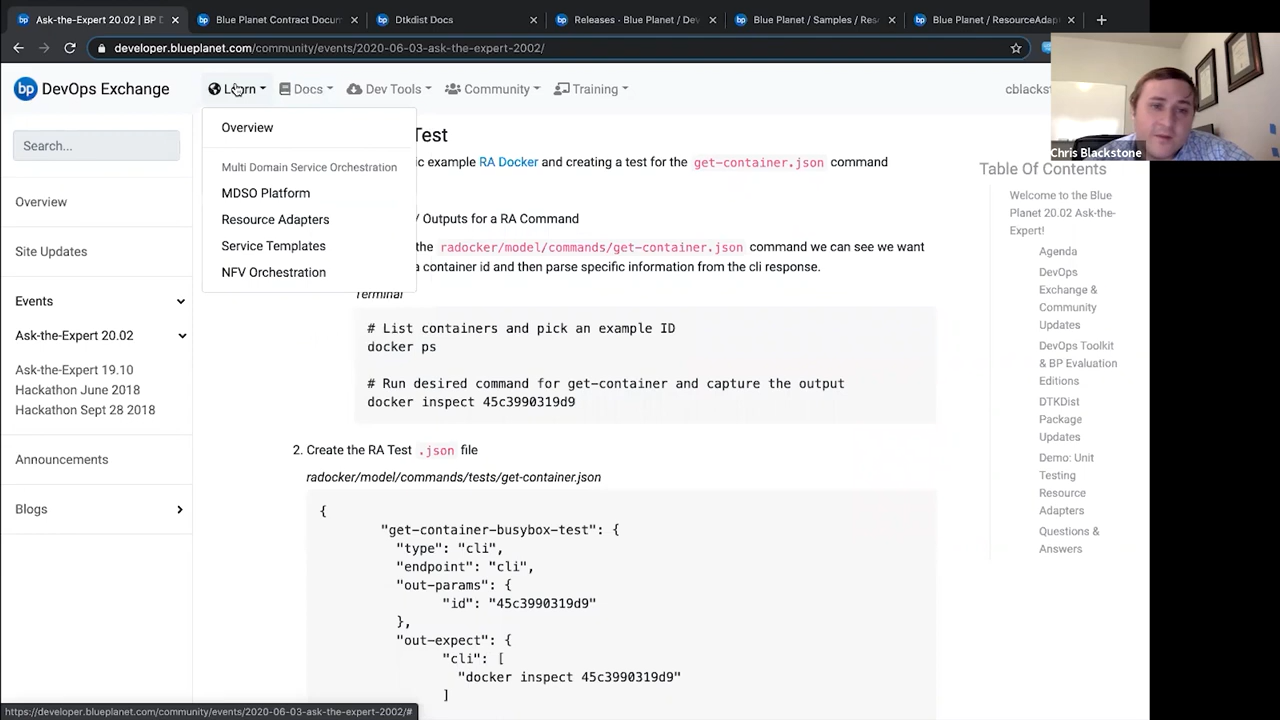 Ask-the-Expert 20.02 | BP D
Blue Planet Contract Docum
Dtkdist Docs
Releases · Blue Planet / Dev
Blue Planet / Samples / Res
Blue Planet / ResourceAdap
developer.blueplanet.com/community/events/2020-06-03-ask-the-expert-2002/
bp DevOps Exchange
Learn
Docs
Dev Tools
Community
Training
cblackst
Chris Blackstone
Search...
Overview
Site Updates
Events
Ask-the-Expert 20.02
Ask-the-Expert 19.10
Hackathon June 2018
Hackathon Sept 28 2018
Announcements
Blogs
Overview
Multi Domain Service Orchestration
MDSO Platform
Resource Adapters
Service Templates
NFV Orchestration
Test
ic example RA Docker and creating a test for the get-container.json command
/ Outputs for a RA Command
the radocker/model/commands/get-container.json command we can see we want
a container id and then parse specific information from the cli response.
Terminal
# List containers and pick an example ID
docker ps
# Run desired command for get-container and capture the output
docker inspect 45c3990319d9
2. Create the RA Test .json file
radocker/model/commands/tests/get-container.json
{
"get-container-busybox-test": {
"type": "cli",
"endpoint": "cli",
"out-params": {
"id": "45c3990319d9"
},
"out-expect": {
"cli": [
"docker inspect 45c3990319d9"
]
Table Of Contents
Welcome to the Blue
Planet 20.02 Ask-the-
Expert!
Agenda
DevOps
Exchange &
Community
Updates
DevOps Toolkit
& BP Evaluation
Editions
DTKDist
Package
Updates
Demo: Unit
Testing
Resource
Adapters
Questions &
Answers
https://developer.blueplanet.com/community/events/2020-06-03-ask-the-expert-2002/#